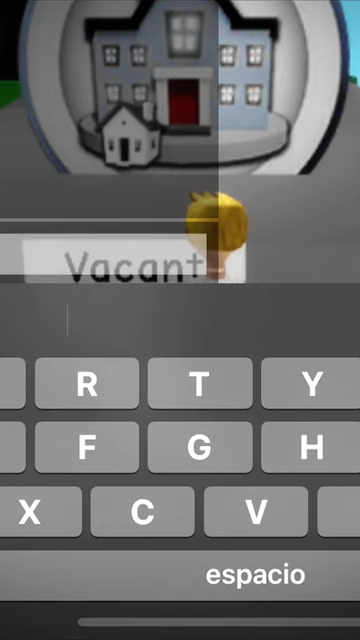 Vacant
R T Y
F G H
X C V
espacio